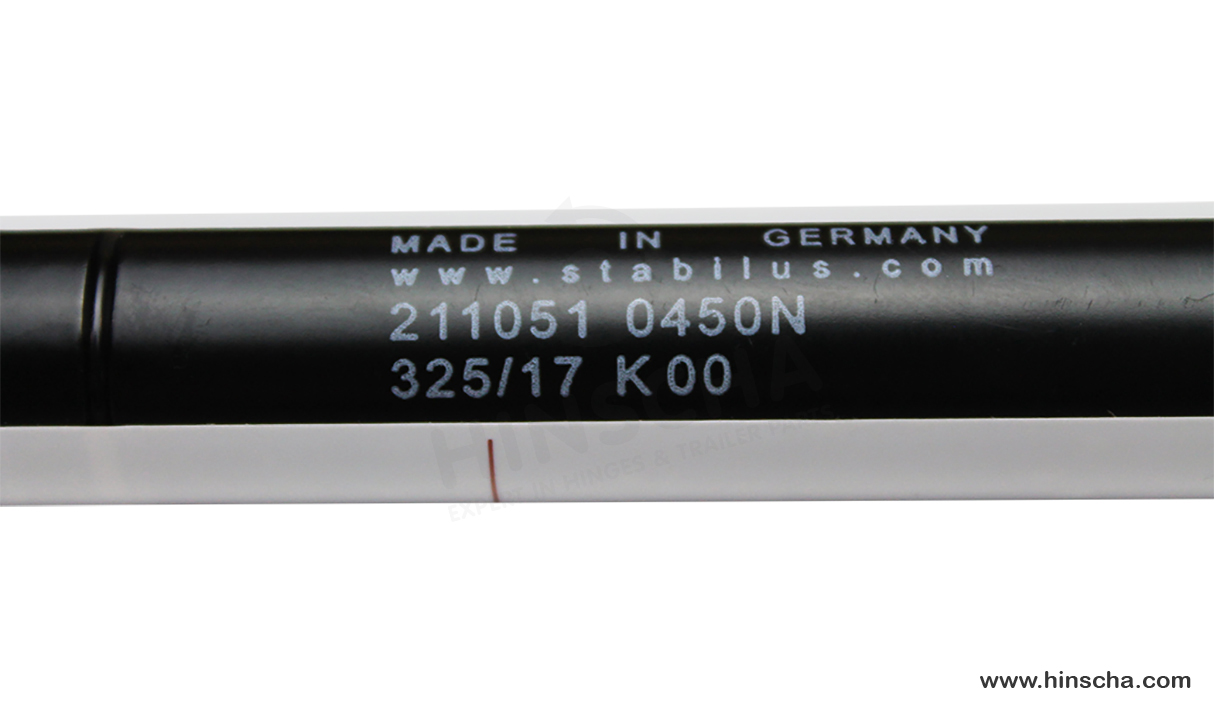 MADE IN GERMANY
www.stabilus.com
211051 0450N
325/17 K00
HINSCHA
EXPERT IN HINGES & TRAILER PARTS
www.hinscha.com